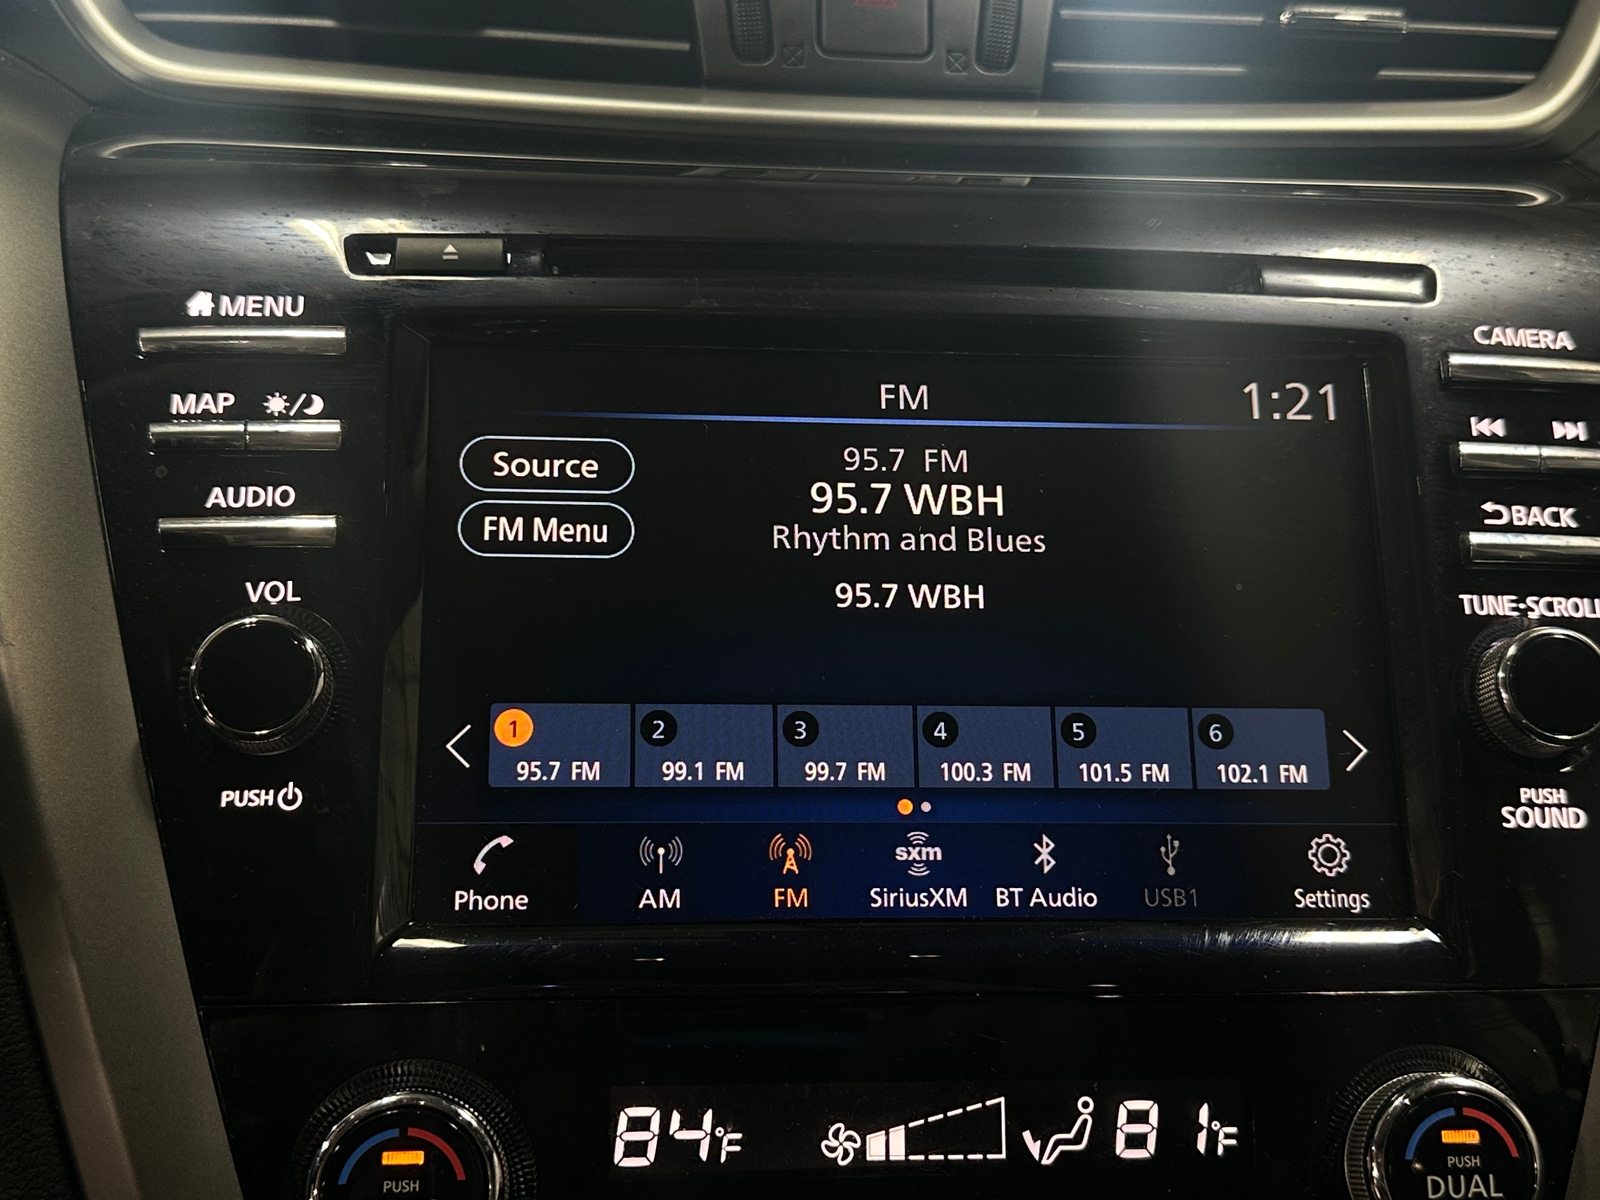 MENU
MAP
AUDIO
VOL
PUSH
FM
1:21
Source
FM Menu
95.7 FM
95.7 WBH
Rhythm and Blues
95.7 WBH
1
95.7 FM
2
99.1 FM
3
99.7 FM
4
100.3 FM
5
101.5 FM
6
102.1 FM
Phone
AM
FM
sxm
SiriusXM
BT Audio
USB1
Settings
CAMERA
BACK
TUNE•SCROLL
PUSH
SOUND
84°F
81°F
PUSH
PUSH
DUAL